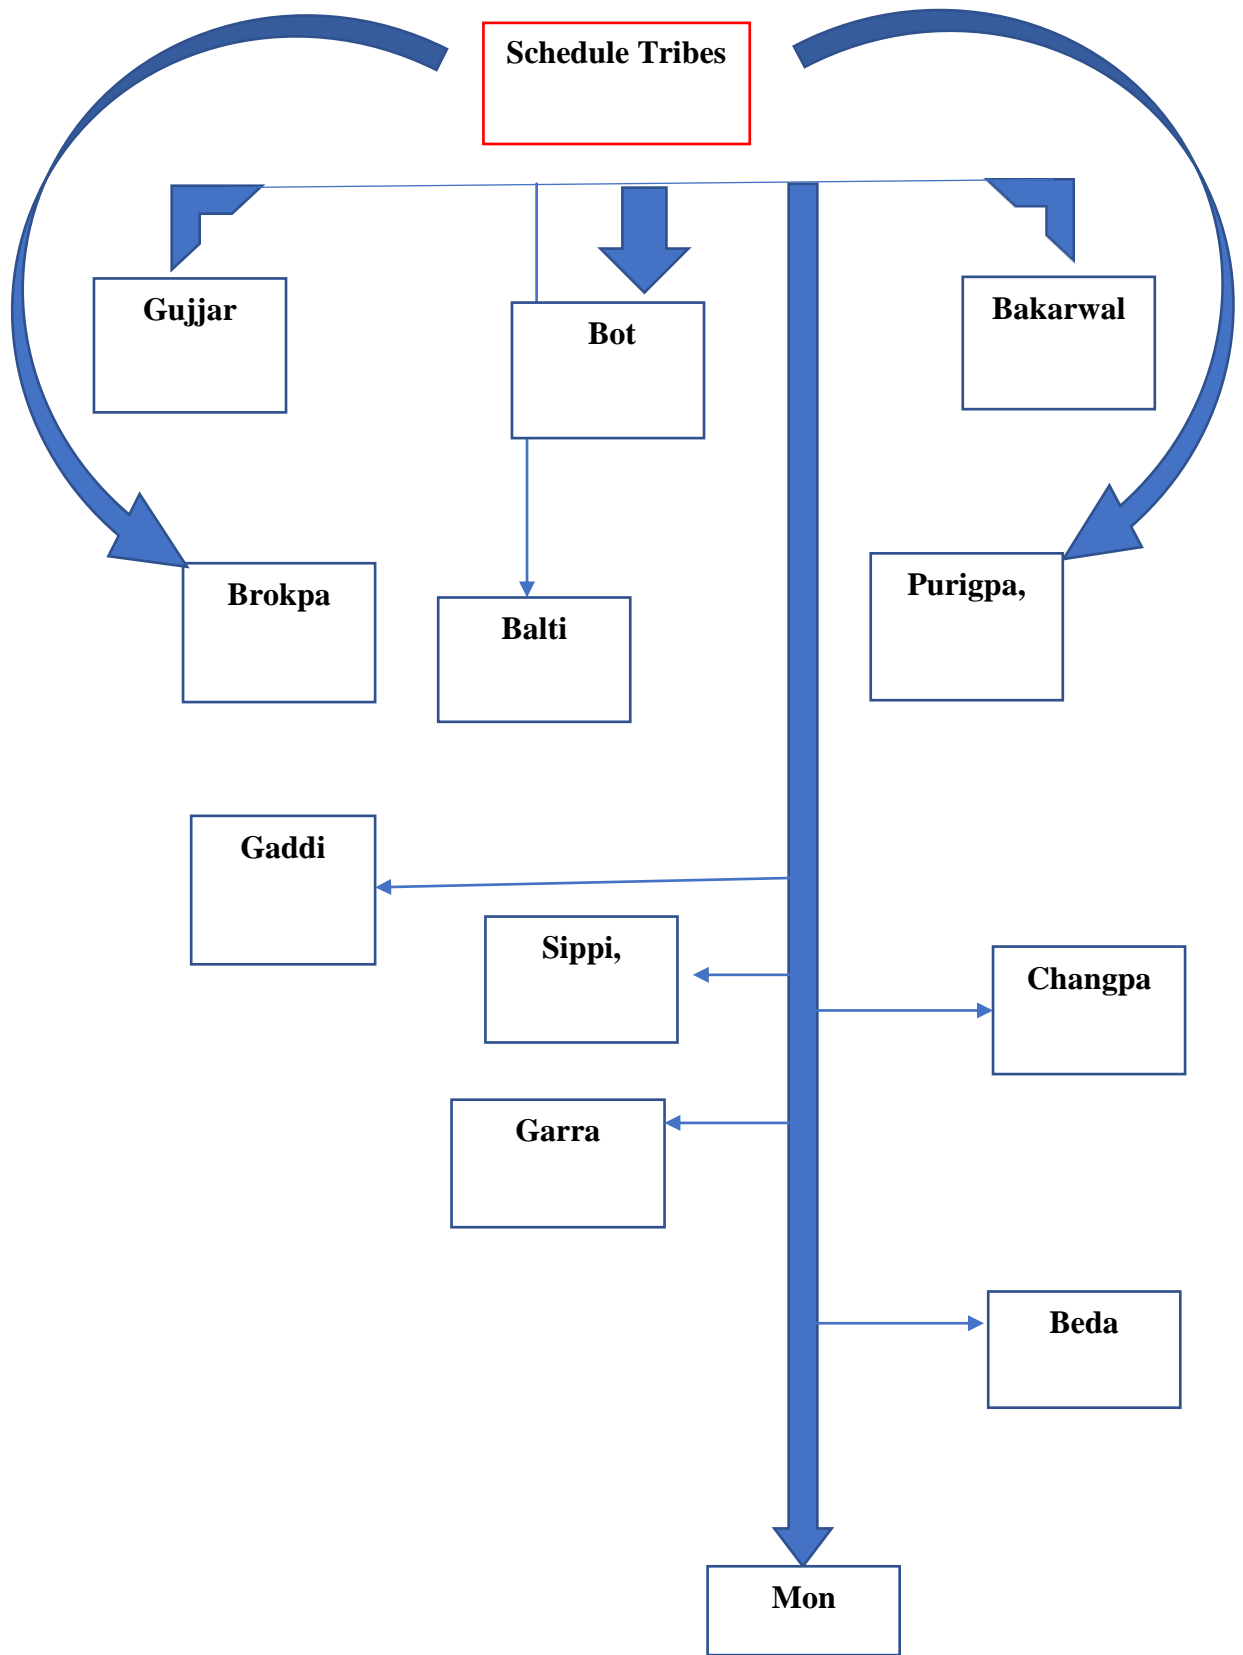 Schedule Tribes
Gujjar
Bot
Bakarwal
Brokpa
Balti
Purigpa,
Gaddi
Sippi,
Changpa
Garra
Beda
Mon